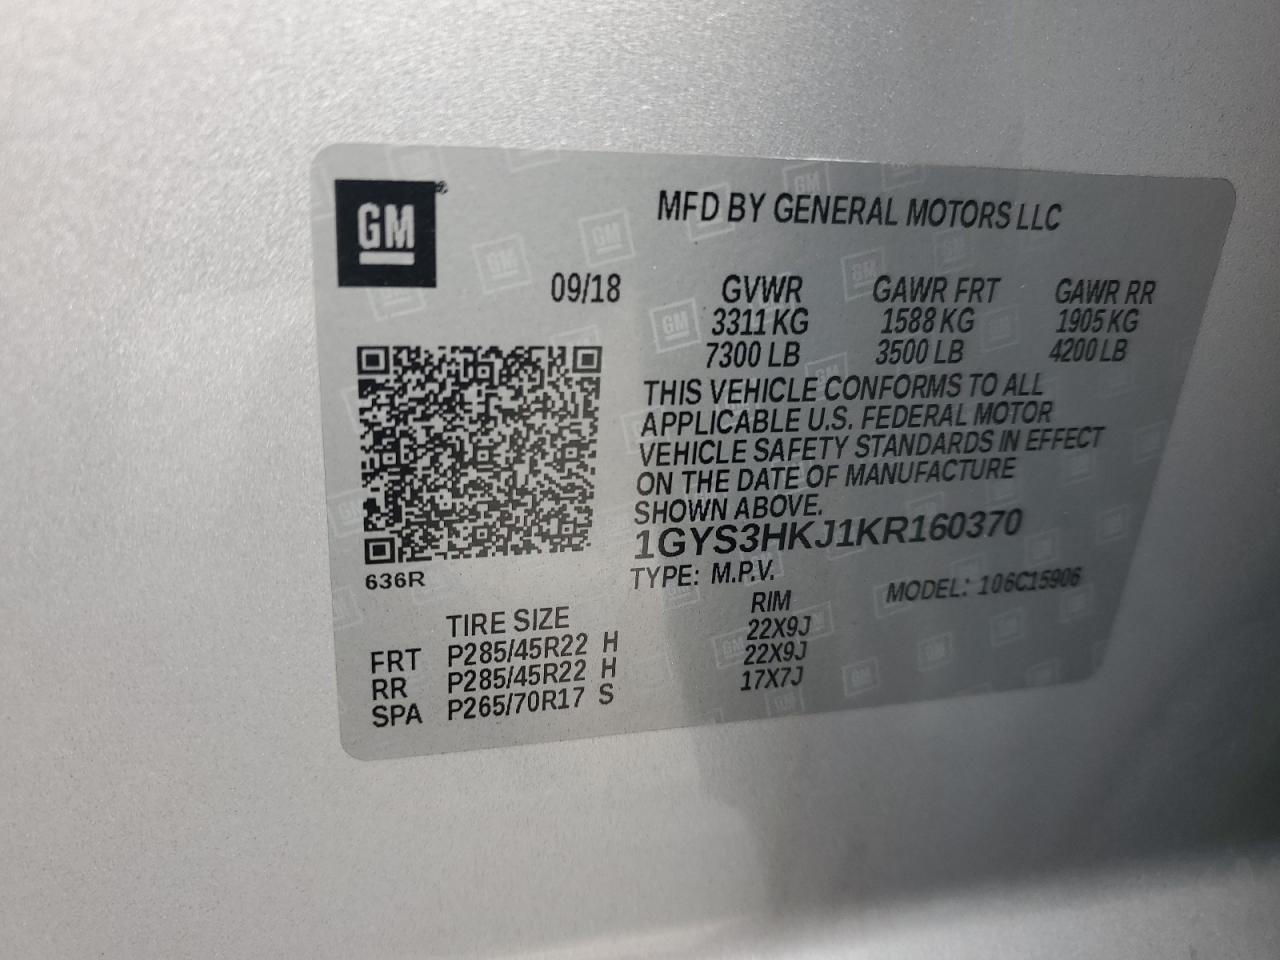 GM
MFD BY GENERAL MOTORS LLC
09/18
GVWR GAWR FRT GAWR RR
3311 KG 1588 KG 1905 KG
7300 LB 3500 LB 4200 LB
THIS VEHICLE CONFORMS TO ALL
APPLICABLE U.S. FEDERAL MOTOR
VEHICLE SAFETY STANDARDS IN EFFECT
ON THE DATE OF MANUFACTURE
SHOWN ABOVE.
1GYS3HKJ1KR160370
636R
TYPE: M.P.V. MODEL: 106C15906
TIRE SIZE RIM
FRT P285/45R22 H 22X9J
RR P285/45R22 H 22X9J
SPA P265/70R17 S 17X7J